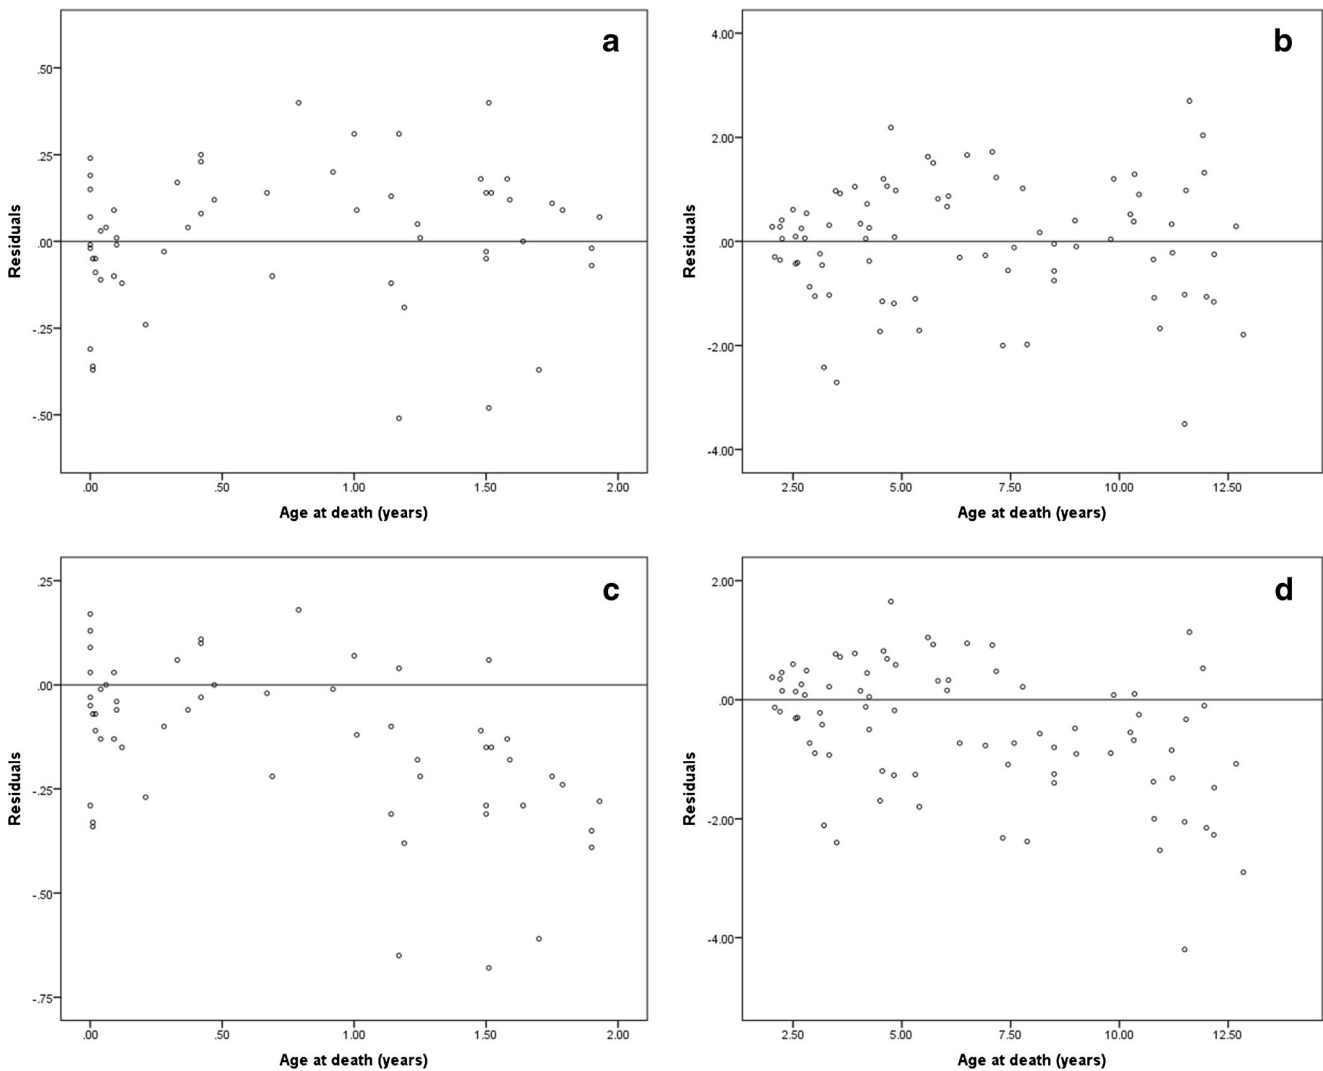 a
.50
.25
.00
-.25
-.50
Residuals
.00 .50 1.00 1.50 2.00
Age at death (years)
b
4.00
2.00
.00
-2.00
-4.00
Residuals
2.50 5.00 7.50 10.00 12.50
Age at death (years)
c
.25
.00
-.25
-.50
-.75
Residuals
.00 .50 1.00 1.50 2.00
Age at death (years)
d
2.00
.00
-2.00
-4.00
Residuals
2.50 5.00 7.50 10.00 12.50
Age at death (years)